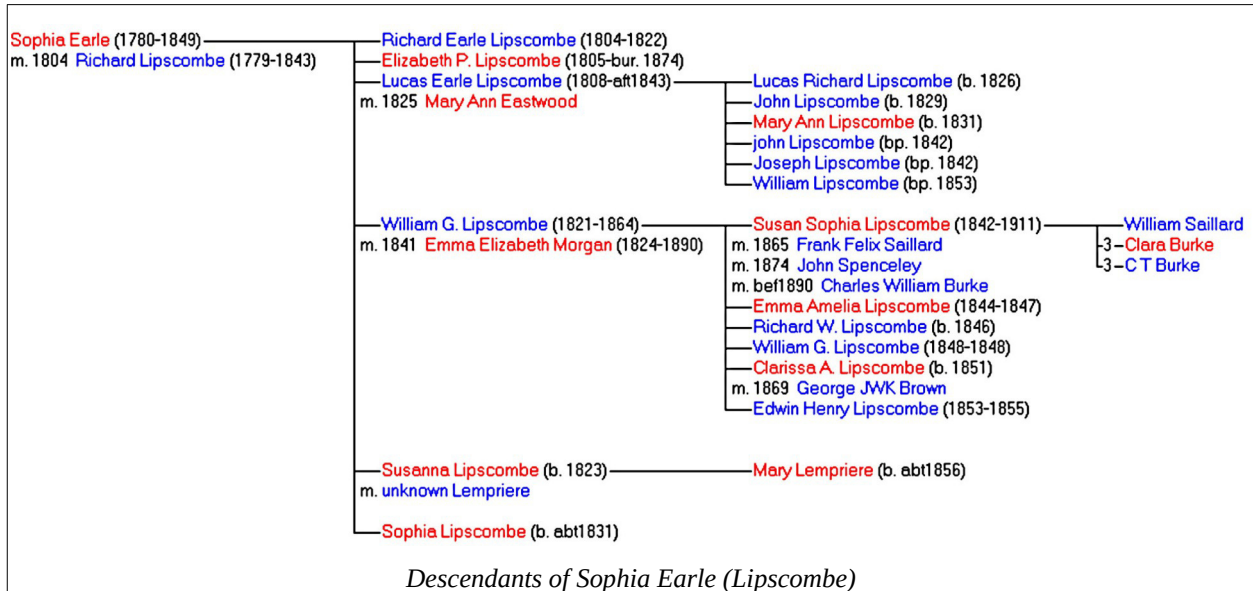 Sophia Earle (1780-1849)
m. 1804 Richard Lipscombe (1779-1843)
Richard Earle Lipscombe (1804-1822)
Elizabeth P. Lipscombe (1805-bur. 1874)
Lucas Earle Lipscombe (1808-aft1843)
m. 1825 Mary Ann Eastwood
Lucas Richard Lipscombe (b. 1826)
John Lipscombe (b. 1829)
Mary Ann Lipscombe (b. 1831)
john Lipscombe (bp. 1842)
Joseph Lipscombe (bp. 1842)
William Lipscombe (bp. 1853)
William G. Lipscombe (1821-1864)
m. 1841 Emma Elizabeth Morgan (1824-1890)
Susan Sophia Lipscombe (1842-1911)
m. 1865 Frank Felix Saillard
m. 1874 John Spenceley
m. bef1890 Charles William Burke
William Saillard
3 Clara Burke
3 C T Burke
Emma Amelia Lipscombe (1844-1847)
Richard W. Lipscombe (b. 1846)
William G. Lipscombe (1848-1848)
Clarissa A. Lipscombe (b. 1851)
m. 1869 George JWK Brown
Edwin Henry Lipscombe (1853-1855)
Susanna Lipscombe (b. 1823)
m. unknown Lempriere
Mary Lempriere (b. abt1856)
Sophia Lipscombe (b. abt1831)
Descendants of Sophia Earle (Lipscombe)